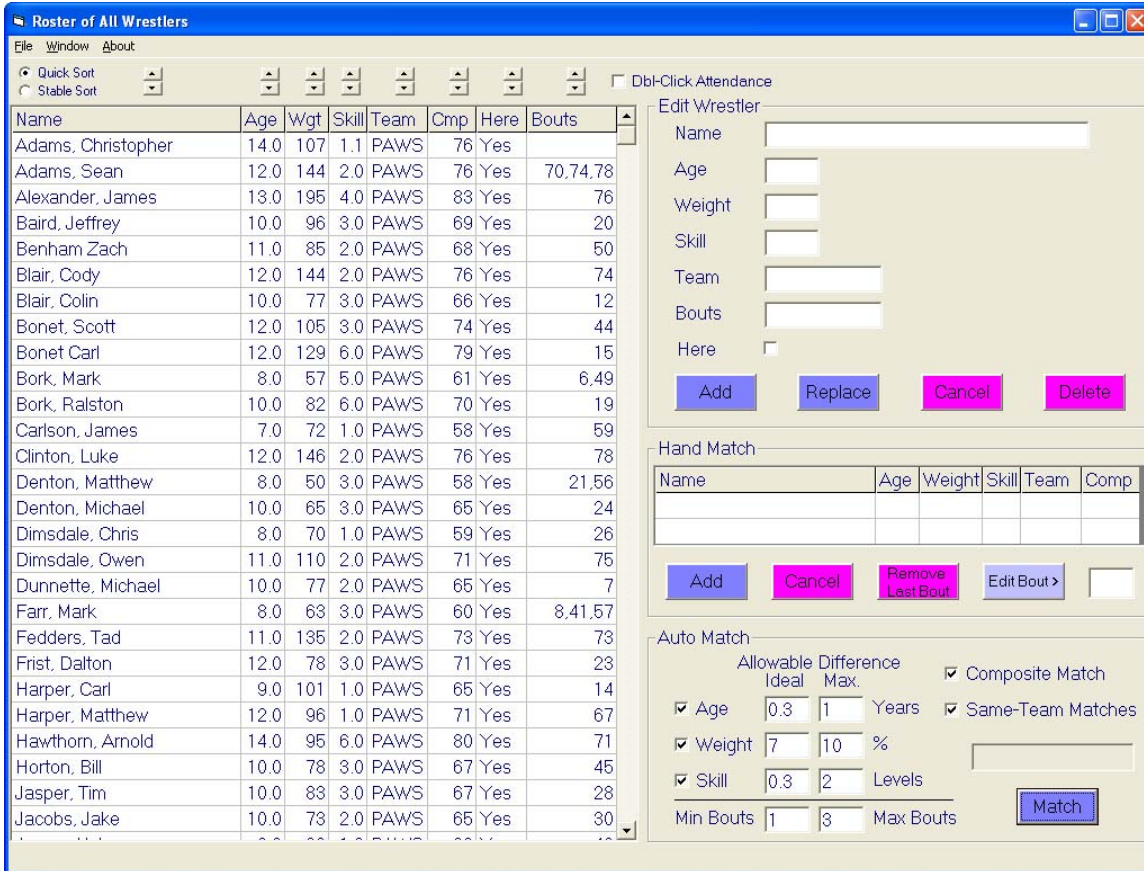 Roster of All Wrestlers
File Window About
Quick Sort
Stable Sort
Dbl-Click Attendance
Name Age Wgt Skill Team Cmp Here Bouts
Adams, Christopher 14.0 107 1.1 PAWS 76 Yes
Adams, Sean 12.0 144 2.0 PAWS 76 Yes 70,74,78
Alexander, James 13.0 195 4.0 PAWS 83 Yes 76
Baird, Jeffrey 10.0 96 3.0 PAWS 69 Yes 20
Benham Zach 11.0 85 2.0 PAWS 68 Yes 50
Blair, Cody 12.0 144 2.0 PAWS 76 Yes 74
Blair, Colin 10.0 77 3.0 PAWS 66 Yes 12
Bonet, Scott 12.0 105 3.0 PAWS 74 Yes 44
Bonet Carl 12.0 129 6.0 PAWS 79 Yes 15
Bork, Mark 8.0 57 5.0 PAWS 61 Yes 6,49
Bork, Ralston 10.0 82 6.0 PAWS 70 Yes 19
Carlson, James 7.0 72 1.0 PAWS 58 Yes 59
Clinton, Luke 12.0 146 2.0 PAWS 76 Yes 78
Denton, Matthew 8.0 50 3.0 PAWS 58 Yes 21,56
Denton, Michael 10.0 65 3.0 PAWS 65 Yes 24
Dimsdale, Chris 8.0 70 1.0 PAWS 59 Yes 26
Dimsdale, Owen 11.0 110 2.0 PAWS 71 Yes 75
Dunnette, Michael 10.0 77 2.0 PAWS 65 Yes 7
Farr, Mark 8.0 63 3.0 PAWS 60 Yes 8,41,57
Fedders, Tad 11.0 135 2.0 PAWS 73 Yes 73
Frist, Dalton 12.0 78 3.0 PAWS 71 Yes 23
Harper, Carl 9.0 101 1.0 PAWS 65 Yes 14
Harper, Matthew 12.0 96 1.0 PAWS 71 Yes 67
Hawthorn, Arnold 14.0 95 6.0 PAWS 80 Yes 71
Horton, Bill 10.0 78 3.0 PAWS 67 Yes 45
Jasper, Tim 10.0 83 3.0 PAWS 67 Yes 28
Jacobs, Jake 10.0 73 2.0 PAWS 65 Yes 30
Edit Wrestler
Name
Age
Weight
Skill
Team
Bouts
Here
Add Replace Cancel Delete
Hand Match
Name Age Weight Skill Team Comp
Add Cancel Remove Last Bout Edit Bout >
Auto Match
Allowable Difference
Ideal Max.
Composite Match
Age 0.3 1 Years
Same-Team Matches
Weight 7 10 %
Skill 0.3 2 Levels
Match
Min Bouts 1 3 Max Bouts